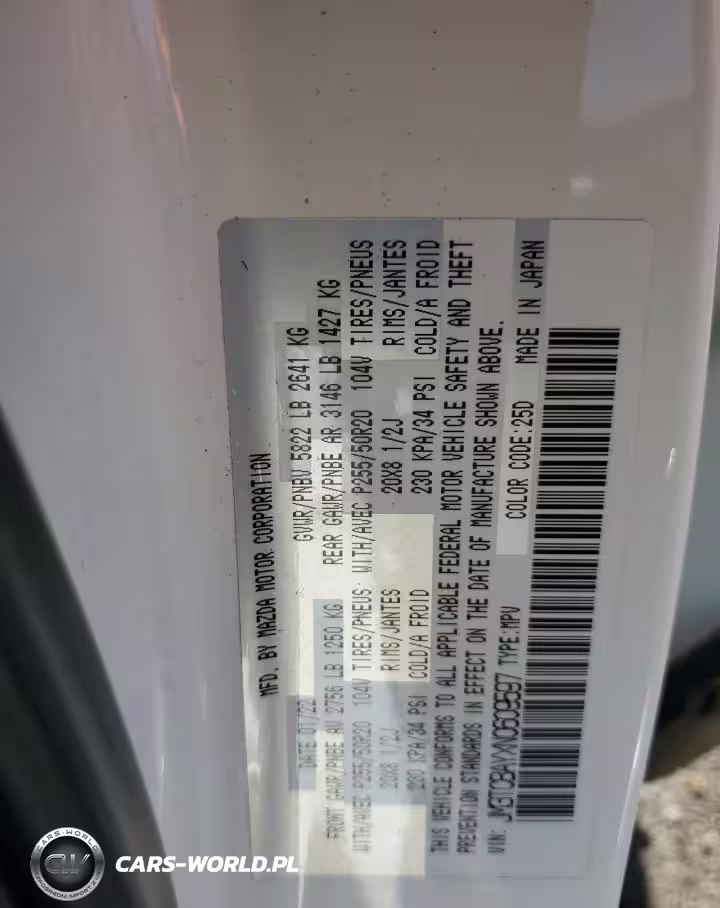 MFD. BY MAZDA MOTOR CORPORATION
DATE 01/22 GVWR/PNBV 5822 LB 2641 KG
FRONT GAWR/PNBE AV 2756 LB 1250 KG REAR GAWR/PNBE AR 3146 LB 1427 KG
WITH/AVEC P255/50R20 104V TIRES/PNEUS WITH/AVEC P255/50R20 104V TIRES/PNEUS
20X8 1/2J RIMS/JANTES 20X8 1/2J RIMS/JANTES
230 KPA/34 PSI COLD/A FROID 230 KPA/34 PSI COLD/A FROID
THIS VEHICLE CONFORMS TO ALL APPLICABLE FEDERAL MOTOR VEHICLE SAFETY AND THEFT
PREVENTION STANDARDS IN EFFECT ON THE DATE OF MANUFACTURE SHOWN ABOVE.
VIN: JM3TCBAYXN0609597 TYPE:MPV COLOR CODE:25D MADE IN JAPAN
CARS-WORLD.PL